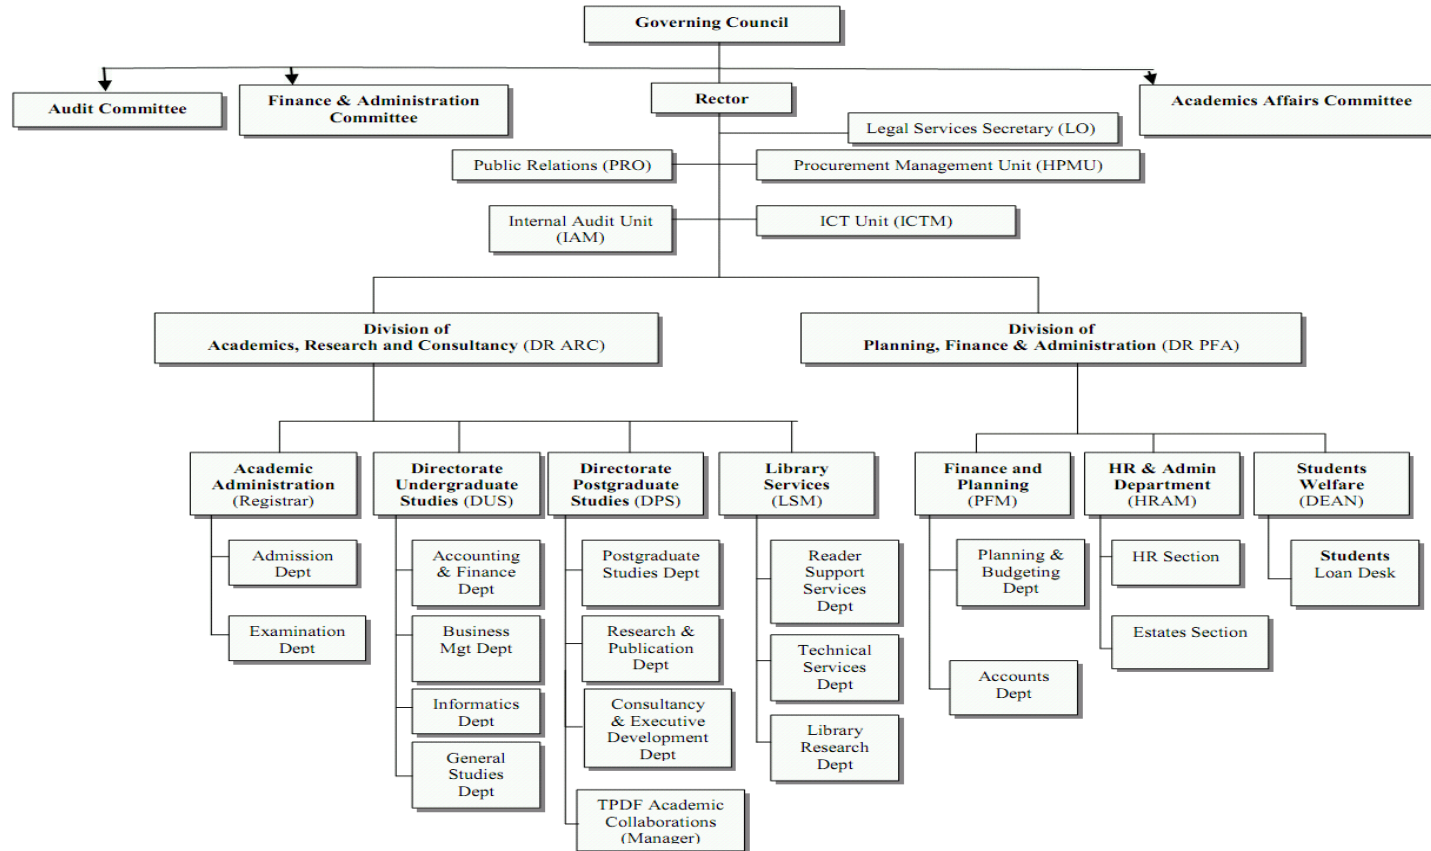 Governing Council
Audit Committee
Finance & Administration
Committee
Rector
Academics Affairs Committee
Legal Services Secretary (LO)
Public Relations (PRO)
Procurement Management Unit (HPMU)
Internal Audit Unit
(IAM)
ICT Unit (ICTM)
Division of
Academics, Research and Consultancy (DR ARC)
Division of
Planning, Finance & Administration (DR PFA)
Academic
Administration
(Registrar)
Directorate
Undergraduate
Studies (DUS)
Directorate
Postgraduate
Studies (DPS)
Library
Services
(LSM)
Finance and
Planning
(PFM)
HR & Admin
Department
(HRAM)
Students
Welfare
(DEAN)
Admission
Dept
Examination
Dept
Accounting
& Finance
Dept
Business
Mgt Dept
Informatics
Dept
General
Studies
Dept
Postgraduate
Studies Dept
Research &
Publication
Dept
Consultancy
& Executive
Development
Dept
TPDF Academic
Collaborations
(Manager)
Reader
Support
Services
Dept
Technical
Services
Dept
Library
Research
Dept
Planning &
Budgeting
Dept
Accounts
Dept
HR Section
Estates Section
Students
Loan Desk